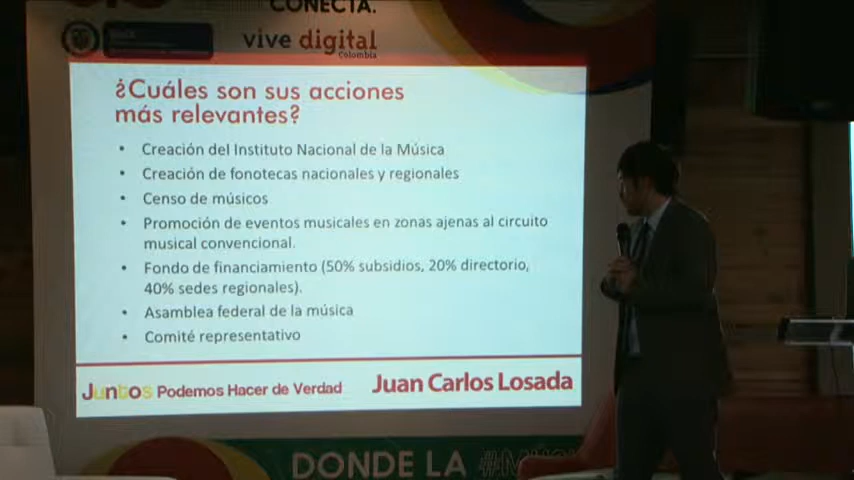 CONECTA.
vive digital
Colombia
¿Cuáles son sus acciones
más relevantes?
• Creación del Instituto Nacional de la Música
• Creación de fonotecas nacionales y regionales
• Censo de músicos
• Promoción de eventos musicales en zonas ajenas al circuito
musical convencional.
• Fondo de financiamiento (50% subsidios, 20% directorio,
40% sedes regionales).
• Asamblea federal de la música
• Comité representativo
Juntos Podemos Hacer de Verdad
Juan Carlos Losada
DONDE LA